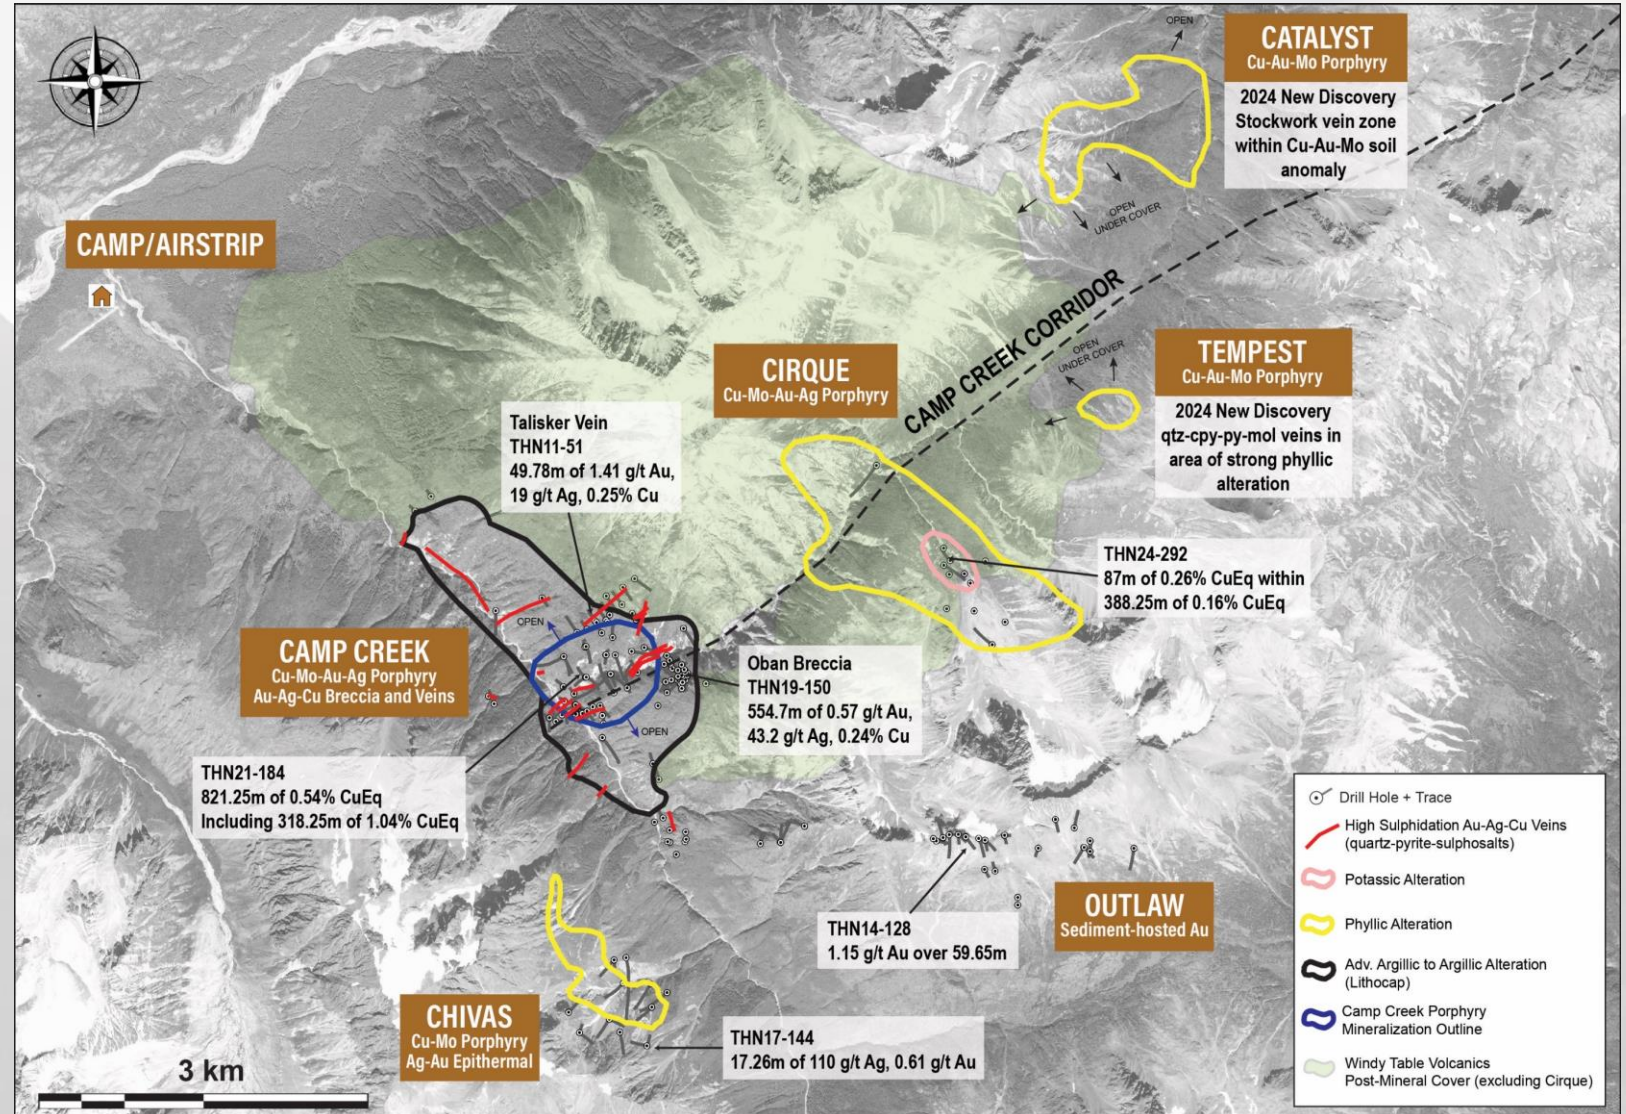 OPEN
CATALYST
Cu-Au-Mo Porphyry
2024 New Discovery
Stockwork vein zone
within Cu-Au-Mo soil
anomaly
OPEN
UNDER COVER
CAMP/AIRSTRIP
CAMP CREEK CORRIDOR
OPEN
UNDER COVER
TEMPEST
Cu-Au-Mo Porphyry
2024 New Discovery
qtz-cpy-py-mol veins in
area of strong phyllic
alteration
CIRQUE
Cu-Mo-Au-Ag Porphyry
Talisker Vein
THN11-51
49.78m of 1.41 g/t Au,
19 g/t Ag, 0.25% Cu
THN24-292
87m of 0.26% CuEq within
388.25m of 0.16% CuEq
OPEN
CAMP CREEK
Cu-Mo-Au-Ag Porphyry
Au-Ag-Cu Breccia and Veins
Oban Breccia
THN19-150
554.7m of 0.57 g/t Au,
43.2 g/t Ag, 0.24% Cu
OPEN
THN21-184
821.25m of 0.54% CuEq
Including 318.25m of 1.04% CuEq
THN14-128
1.15 g/t Au over 59.65m
OUTLAW
Sediment-hosted Au
CHIVAS
Cu-Mo Porphyry
Ag-Au Epithermal
THN17-144
17.26m of 110 g/t Ag, 0.61 g/t Au
3 km
Drill Hole + Trace
High Sulphidation Au-Ag-Cu Veins
(quartz-pyrite-sulphosalts)
Potassic Alteration
Phyllic Alteration
Adv. Argillic to Argillic Alteration
(Lithocap)
Camp Creek Porphyry
Mineralization Outline
Windy Table Volcanics
Post-Mineral Cover (excluding Cirque)